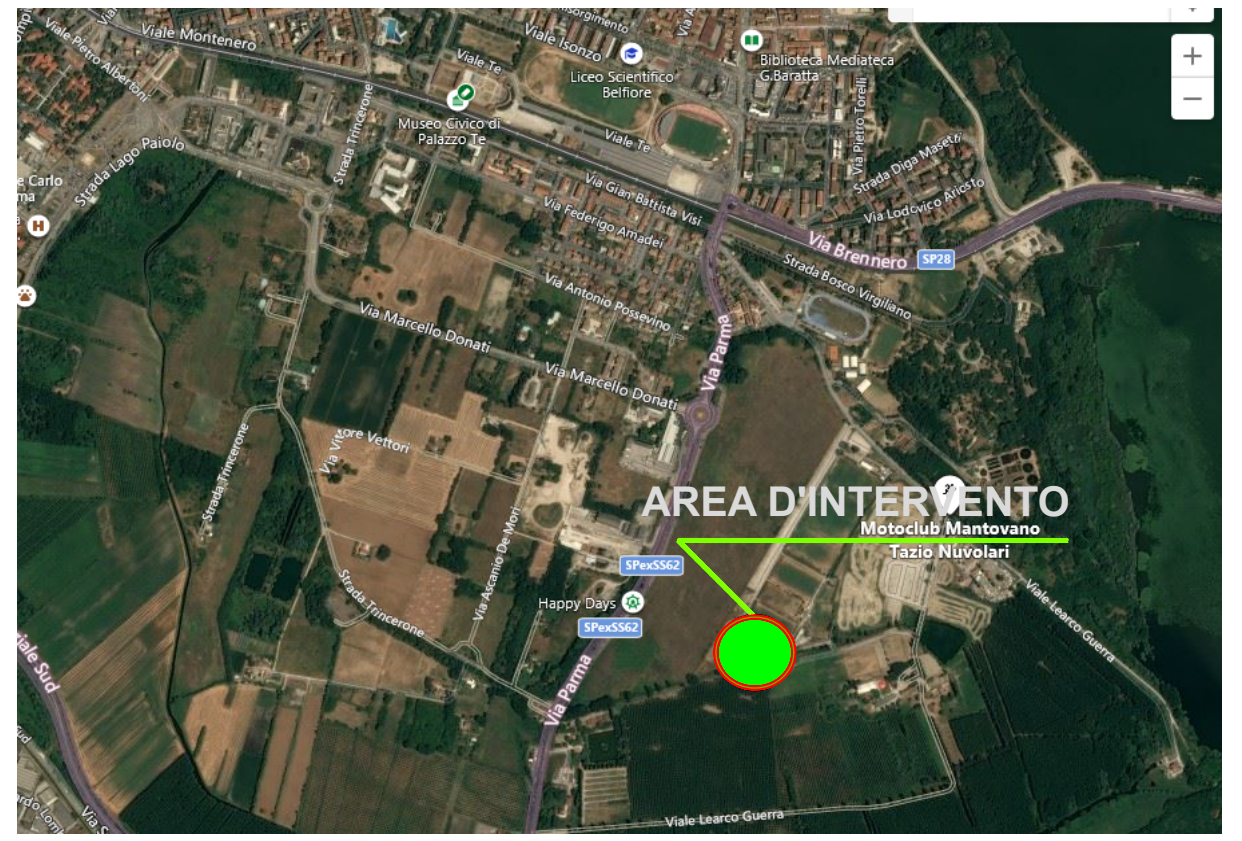 Viale Montenero
Viale Pietro Albertoni
Viale Te
Viale Isonzo
Liceo Scientifico
Belfiore
Biblioteca Mediateca
G.Baratta
Museo Civico di
Palazzo Te
Viale Te
Strada Trincerone
Strada Lago Paiolo
Via Pietro Torelli
Strada Diga Masetti
Via Lodovico Ariosto
e Carlo
ma
H
Via Gian Battista Visi
Via Federigo Amadei
Via Brennero
SP28
Strada Bosco Virgiliano
Via Antonio Possevino
Via Marcello Donati
Via Parma
Via Marcello Donati
Via Vittore Vettori
Strada Trincerone
AREA D'INTERVENTO
Motoclub Mantovano
Tazio Nuvolari
Via Ascanio De Mori
SPexSS62
Happy Days
SPexSS62
Strada Trincerone
Viale Learco Guerra
Via Parma
Viale Learco Guerra